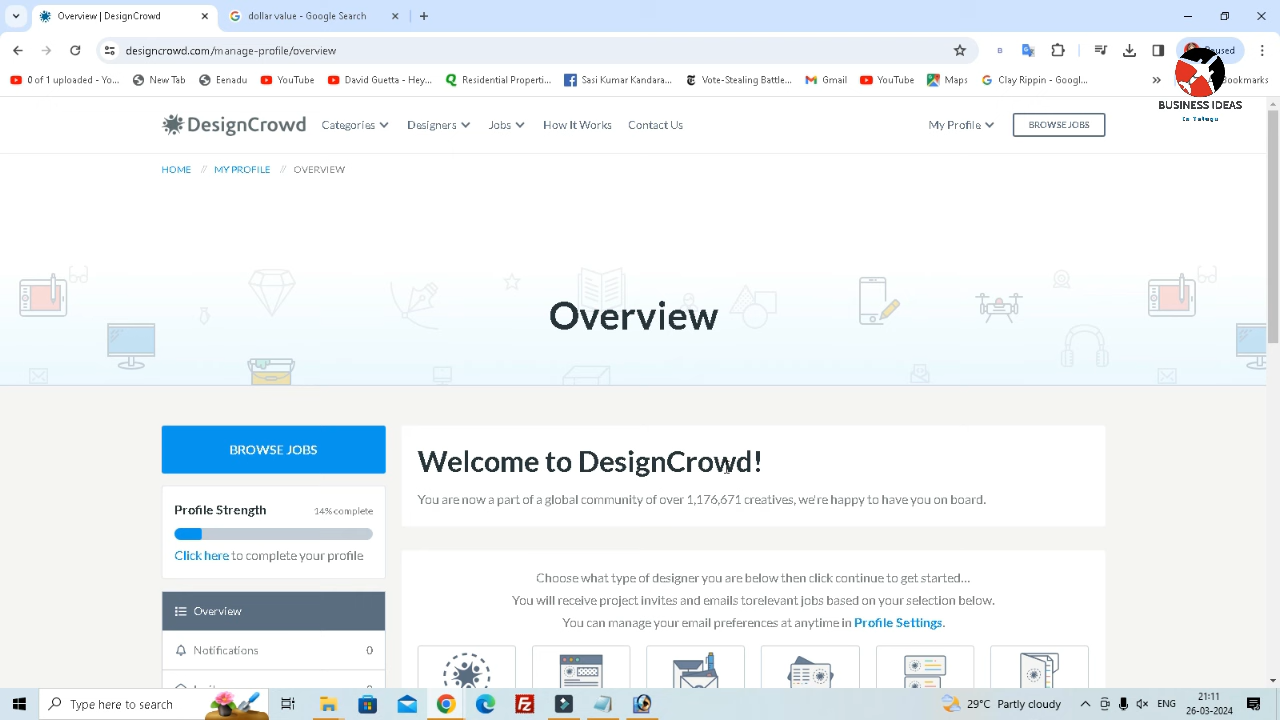 Overview | DesignCrowd
dollar value - Google Search
designcrowd.com/manage-profile/overview
Paused
0 of 1 uploaded - Yo...
New Tab
Eenadu
YouTube
David Guetta - Hey...
Residential Properti...
Sasi Kumar Kandara...
Vote-Stealing Battle...
Gmail
YouTube
Maps
Clay Rippin - Googl...
Bookmarks
BUSINESS IDEAS
In Telugu
DesignCrowd
Categories
Designers
Jobs
How It Works
Contact Us
My Profile
BROWSE JOBS
HOME // MY PROFILE // OVERVIEW
Overview
BROWSE JOBS
Profile Strength 14% complete
Click here to complete your profile
Overview
Notifications 0
Welcome to DesignCrowd!
You are now a part of a global community of over 1,176,671 creatives, we're happy to have you on board.
Choose what type of designer you are below then click continue to get started...
You will receive project invites and emails torelevant jobs based on your selection below.
You can manage your email preferences at anytime in Profile Settings.
Type here to search
29°C Partly cloudy
ENG
21:11
26-03-2024